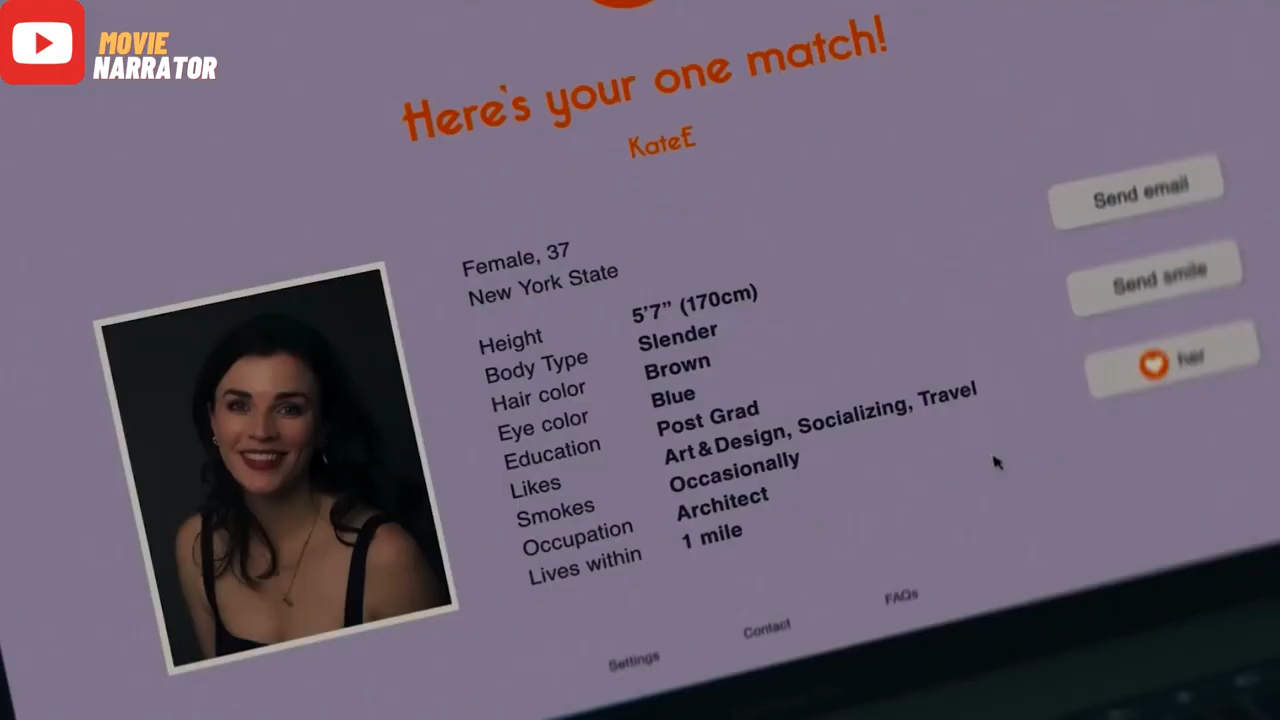 MOVIE
NARRATOR
Here's your one match!
KateE
Female, 37
New York State
Height 5'7” (170cm)
Body Type Slender
Hair color Brown
Eye color Blue
Education Post Grad
Likes Art & Design, Socializing, Travel
Smokes Occasionally
Occupation Architect
Lives within 1 mile
Send email
Send smile
her
Settings Contact FAQs